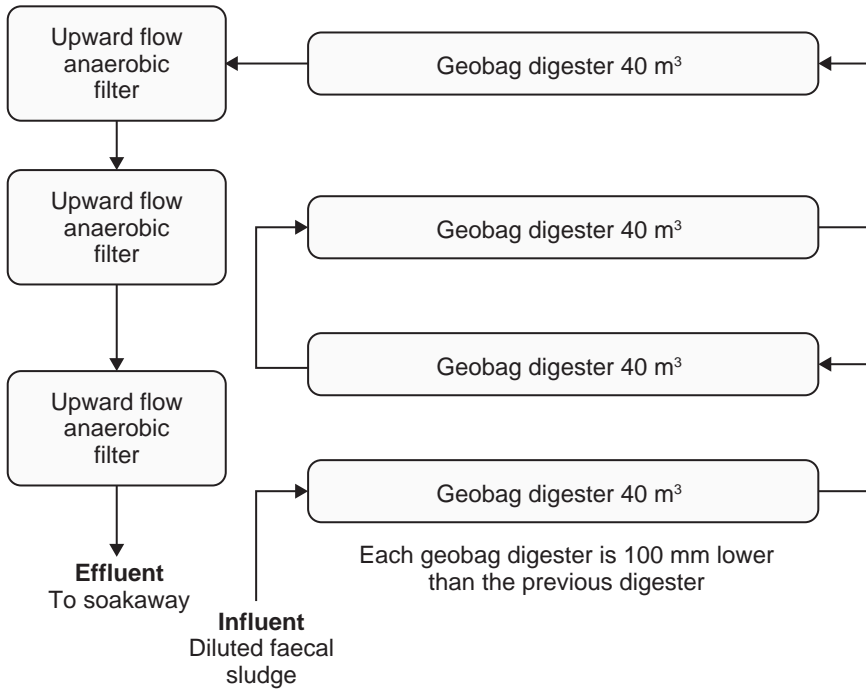 Upward flow
anaerobic
filter
Geobag digester 40 m³
Upward flow
anaerobic
filter
Geobag digester 40 m³
Geobag digester 40 m³
Upward flow
anaerobic
filter
Geobag digester 40 m³
Each geobag digester is 100 mm lower
than the previous digester
Effluent
To soakaway
Influent
Diluted faecal
sludge